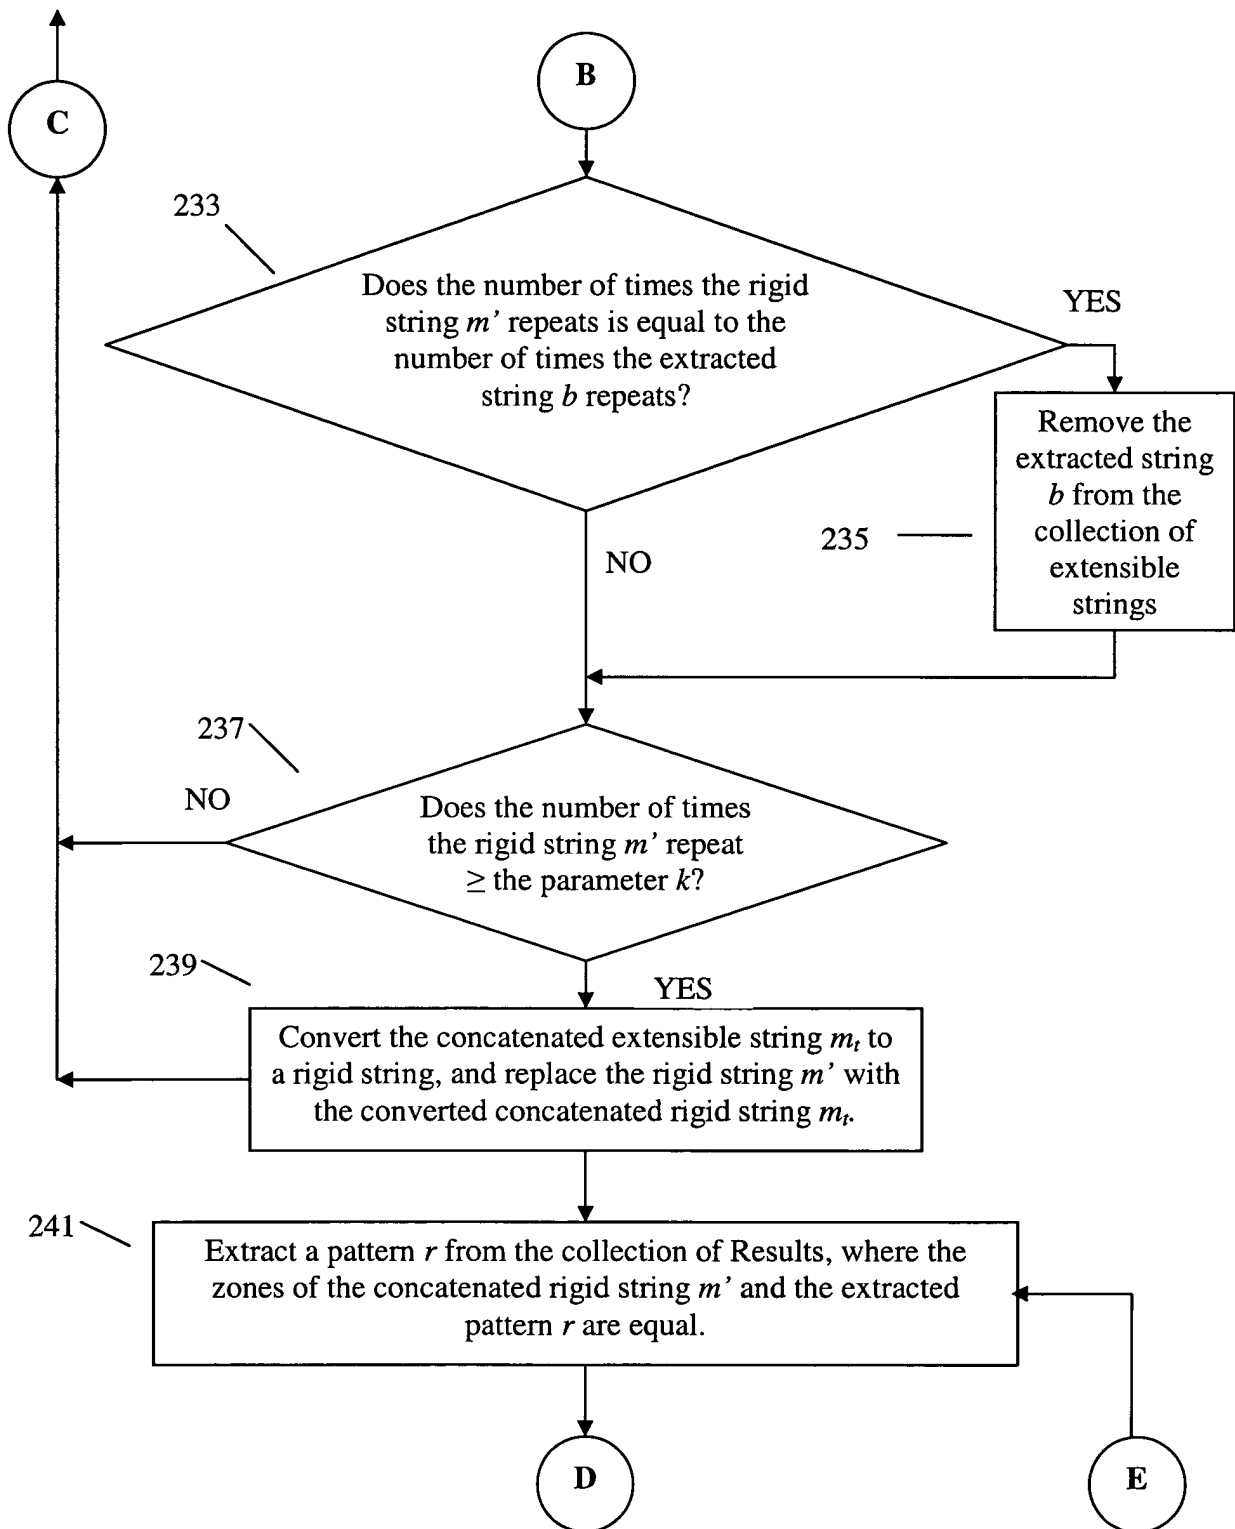 B
C
233
Does the number of times the rigid
string m’ repeats is equal to the
number of times the extracted
string b repeats?
YES
Remove the
extracted string
b from the
collection of
extensible
strings
235
NO
237
NO
Does the number of times
the rigid string m’ repeat
≥ the parameter k?
239
YES
Convert the concatenated extensible string mₜ to
a rigid string, and replace the rigid string m’ with
the converted concatenated rigid string mₜ.
241
Extract a pattern r from the collection of Results, where the
zones of the concatenated rigid string m’ and the extracted
pattern r are equal.
D
E